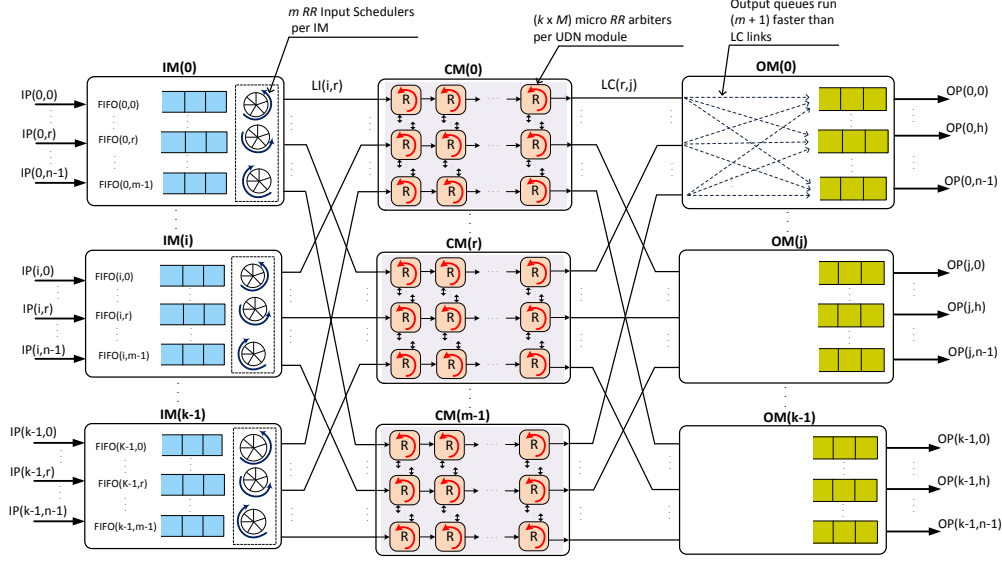 m RR Input Schedulers
per IM
(k x M) micro RR arbiters
per UDN module
Output queues run
(m + 1) faster than
LC links
IM(0)
CM(0)
OM(0)
IP(0,0)
IP(0,r)
IP(0,n-1)
FIFO(0,0)
FIFO(0,r)
FIFO(0,m-1)
LI(i,r)
R R R
R R R
R R R
LC(r,j)
OP(0,0)
OP(0,h)
OP(0,n-1)
IM(i)
CM(r)
OM(j)
IP(i,0)
IP(i,r)
IP(i,n-1)
FIFO(i,0)
FIFO(i,r)
FIFO(i,m-1)
R R R
R R R
R R R
OP(j,0)
OP(j,h)
OP(j,n-1)
IM(k-1)
CM(m-1)
OM(k-1)
IP(k-1,0)
IP(k-1,r)
IP(k-1,n-1)
FIFO(k-1,0)
FIFO(K-1,r)
FIFO(k-1,m-1)
R R R
R R R
R R R
OP(k-1,0)
OP(k-1,h)
OP(k-1,n-1)